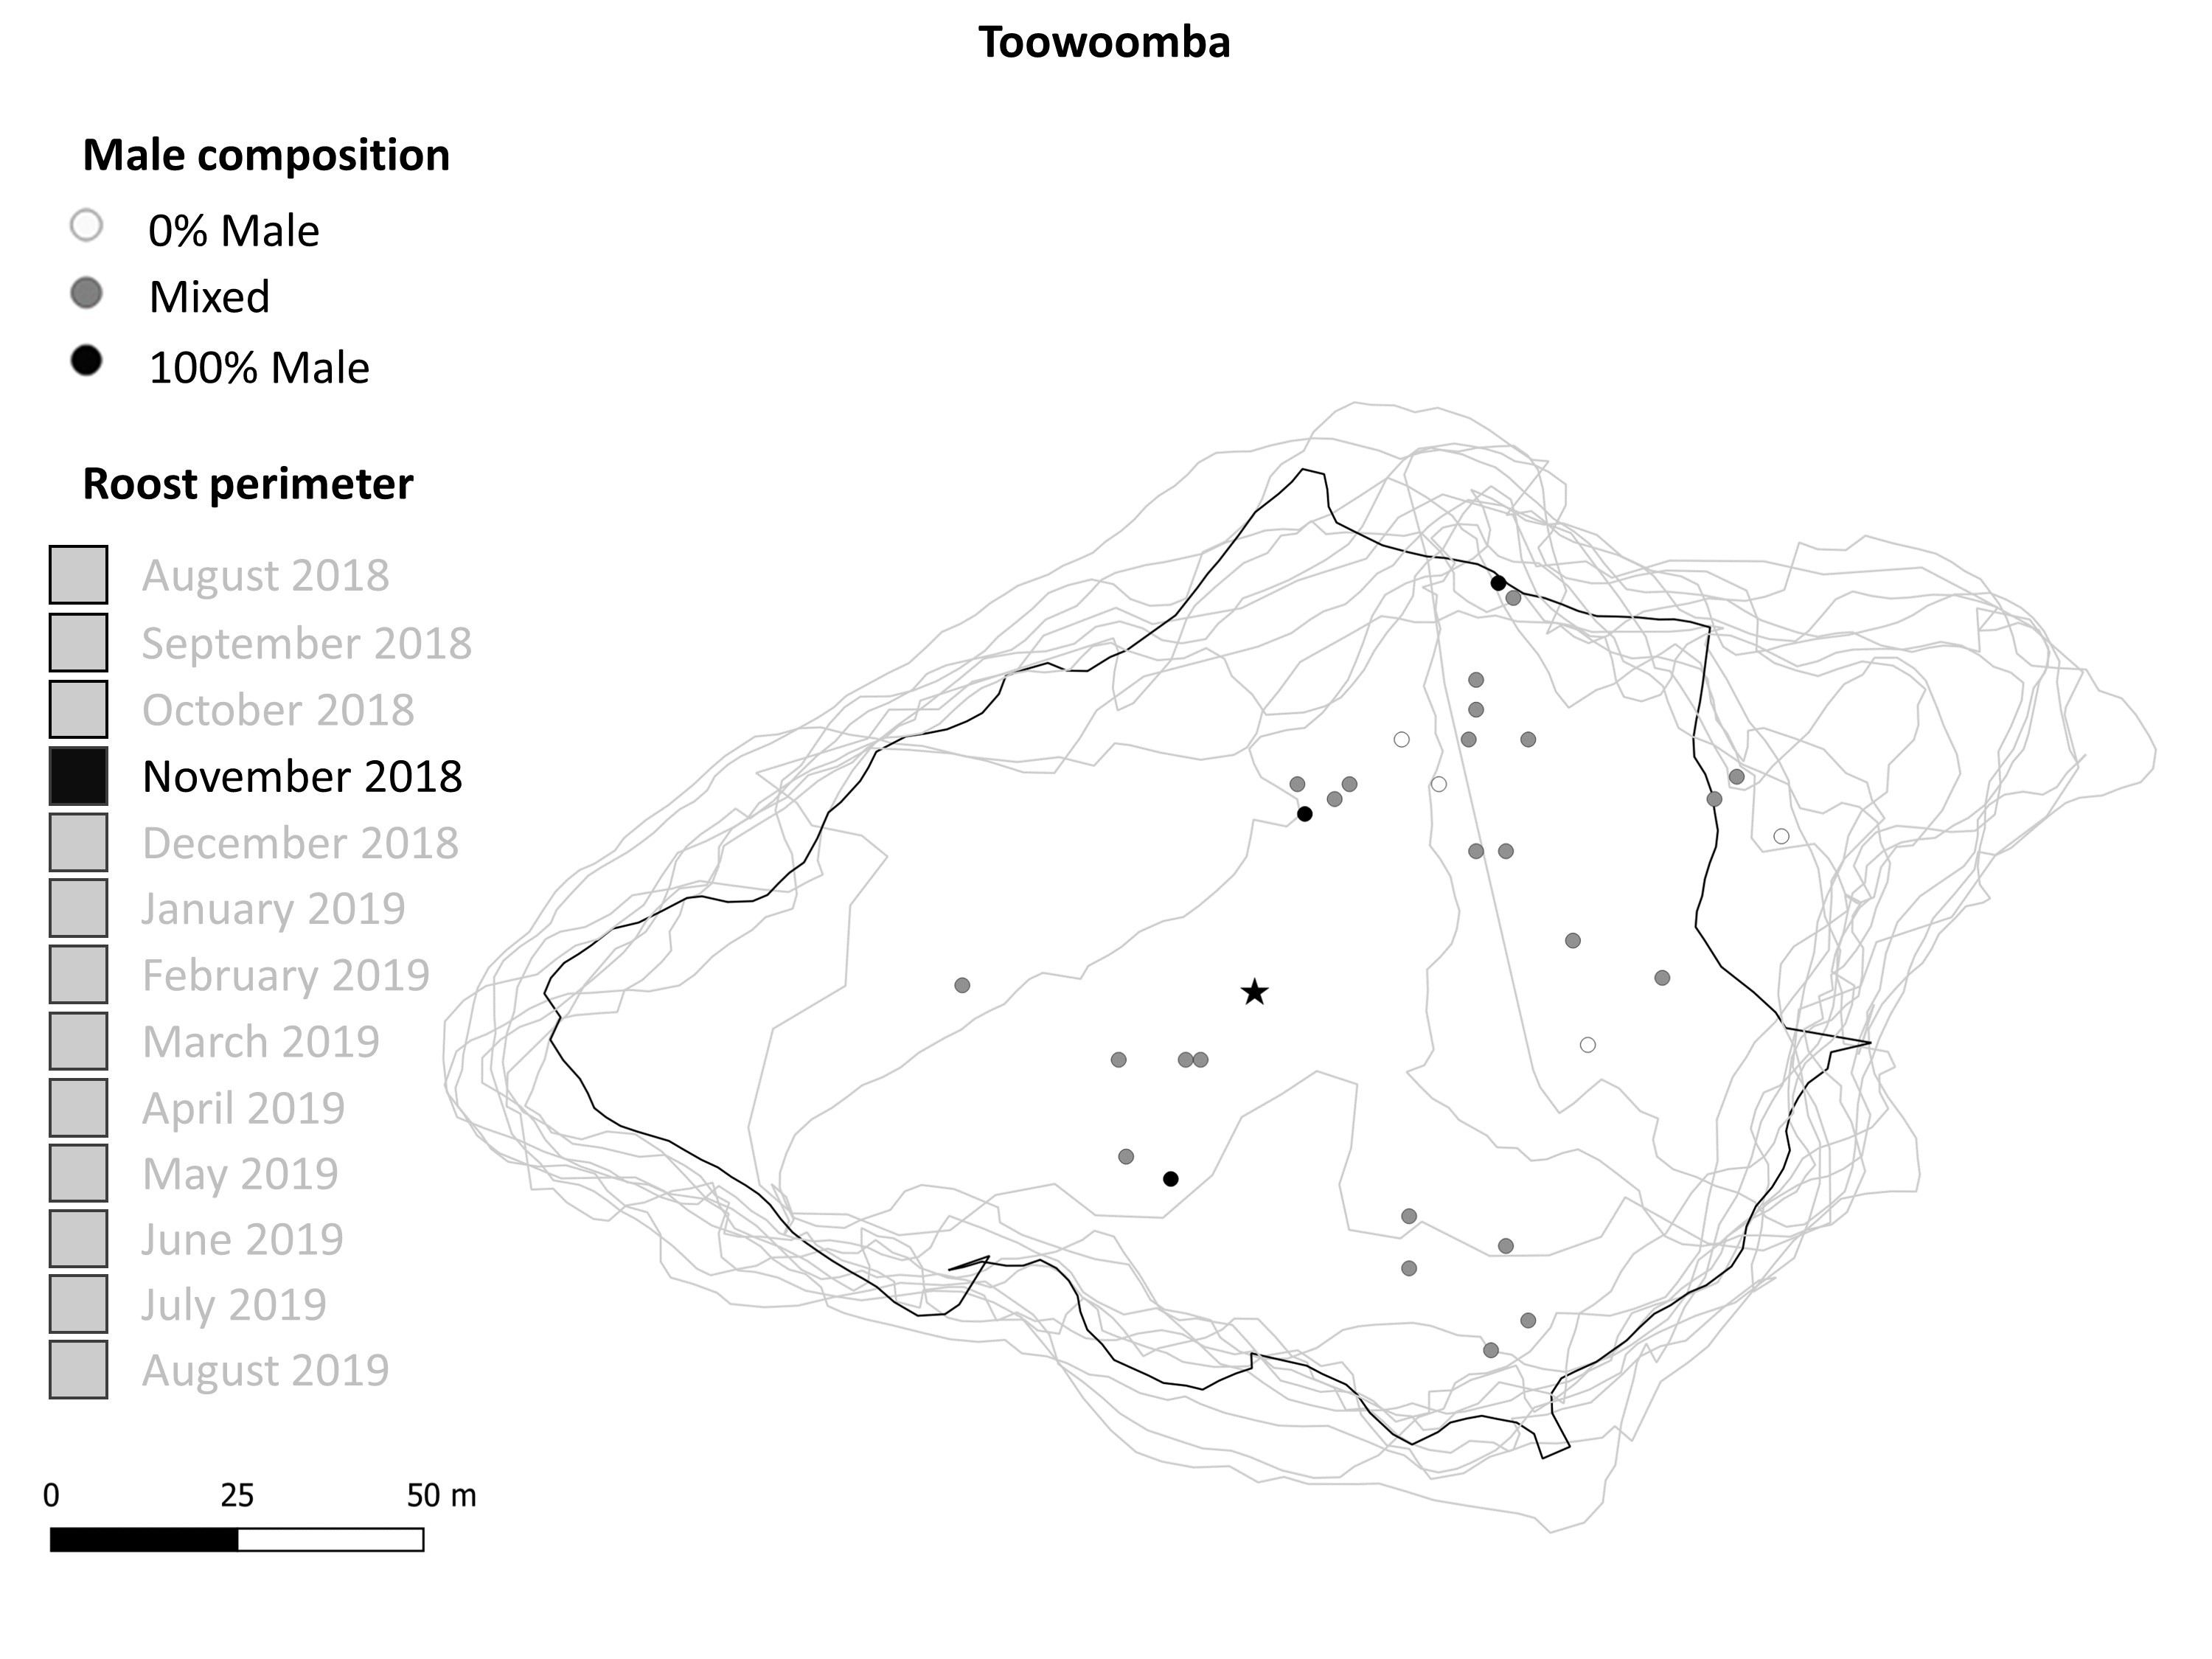 Toowoomba
Male composition
0% Male
Mixed
100% Male
Roost perimeter
August 2018
September 2018
October 2018
November 2018
December 2018
January 2019
February 2019
March 2019
April 2019
May 2019
June 2019
July 2019
August 2019
0 25 50 m